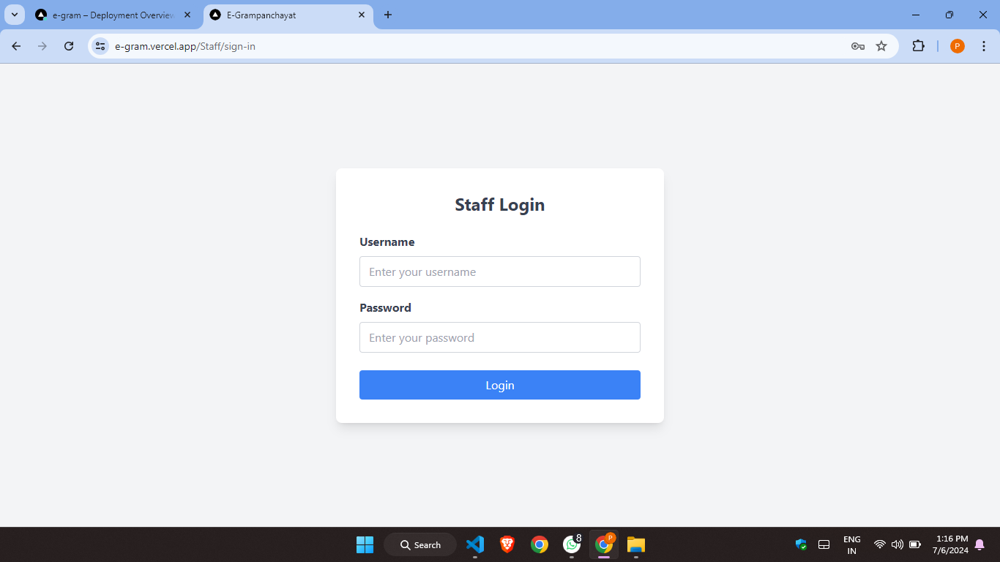 e-gram – Deployment Overview
E-Grampanchayat
e-gram.vercel.app/Staff/sign-in
P
Staff Login
Username
Enter your username
Password
Enter your password
Login
Search
8
P
ENG
IN
1:16 PM
7/6/2024